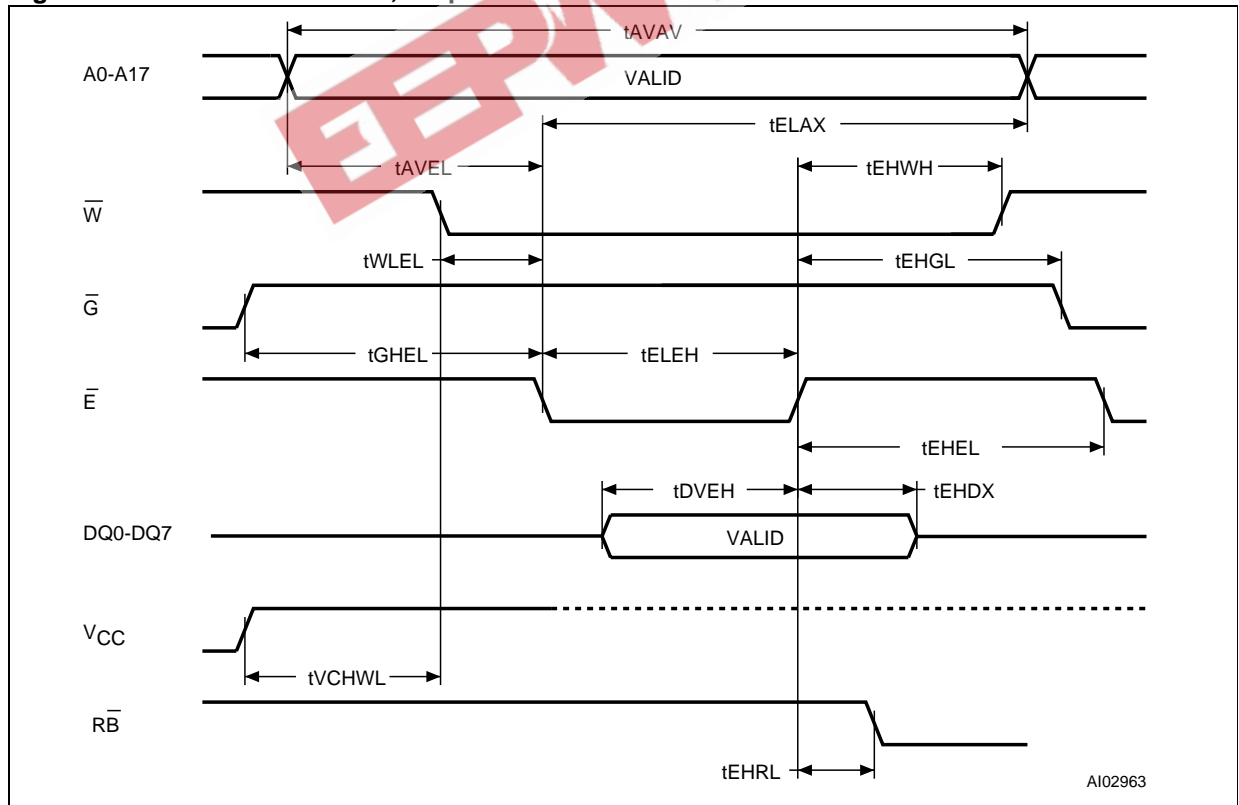 tAVAV
A0-A17
VALID
tELAX
tAVEL
tEHWH
W̅
tWLEL
tEHGL
G̅
tGHEL
tELEH
E̅
tEHEL
tDVEH
tEHDX
DQ0-DQ7
VALID
VCC
tVCHWL
RB̅
tEHRL
AI02963
EEPW